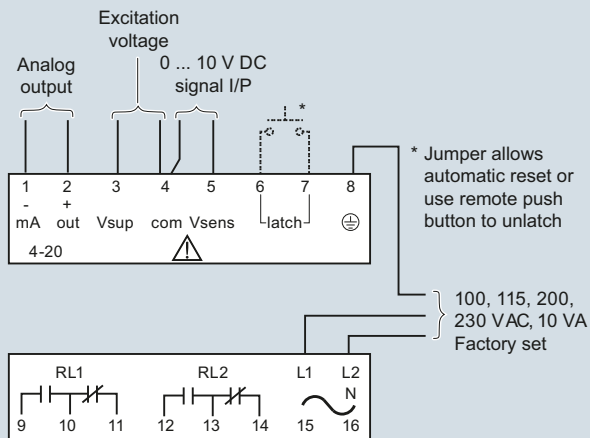 Excitation
voltage
Analog
output
0 ... 10 V DC
signal I/P
*
* Jumper allows
automatic reset or
use remote push
button to unlatch
1 2 3 4 5 6 7 8
- +
mA out Vsup com Vsens latch
4-20
100, 115, 200,
230 VAC, 10 VA
Factory set
RL1 RL2 L1 L2
N
9 10 11 12 13 14 15 16